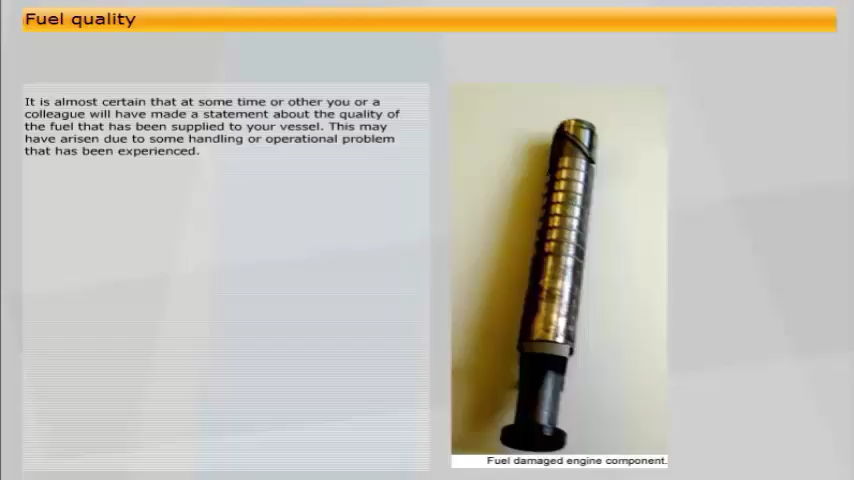 Fuel quality
It is almost certain that at some time or other you or a
colleague will have made a statement about the quality of
the fuel that has been supplied to your vessel. This may
have arisen due to some handling or operational problem
that has been experienced.
Fuel damaged engine component.